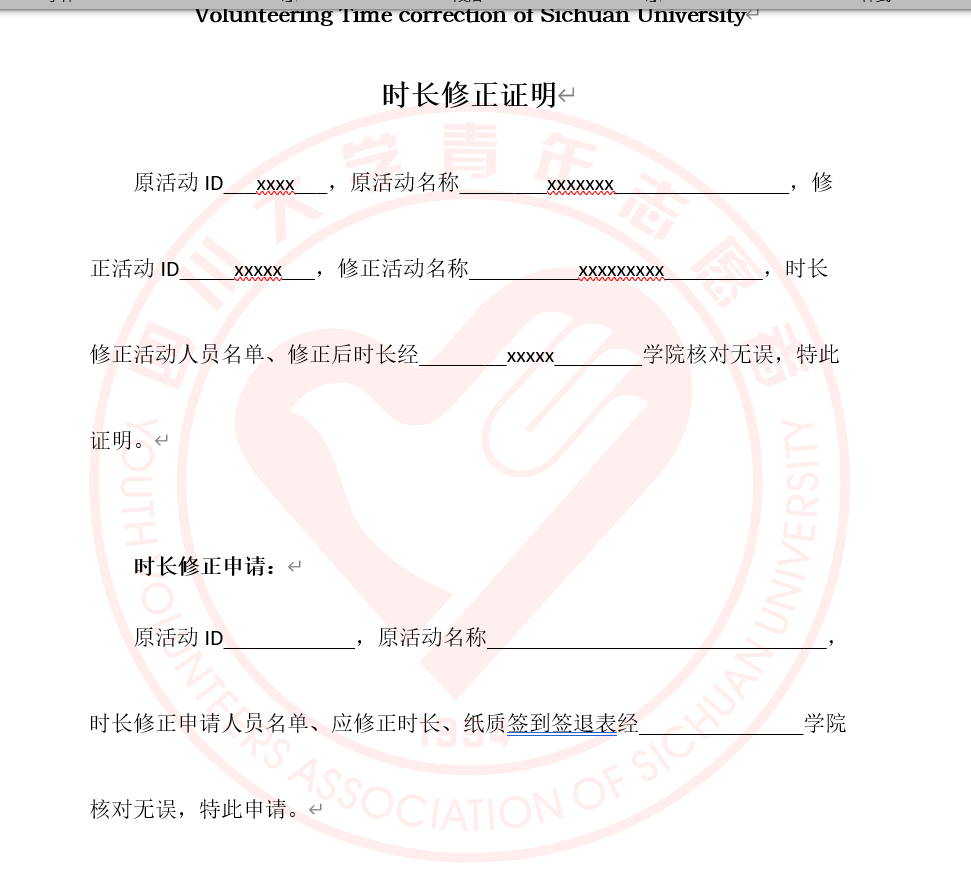 Volunteering Time correction of Sichuan University
时长修正证明
原活动 ID___xxxx___，原活动名称________xxxxxxx________________，修
正活动 ID_____xxxxx___，修正活动名称__________xxxxxxxxx_________，时长
修正活动人员名单、修正后时长经________xxxxx________学院核对无误，特此
证明。
时长修正申请：
原活动 ID____________，原活动名称_______________________________，
时长修正申请人员名单、应修正时长、纸质签到签退表经_______________学院
核对无误，特此申请。
四川大学青年志愿者
YOUTH VOLUNTEERS ASSOCIATION OF SICHUAN UNIVERSITY
1994